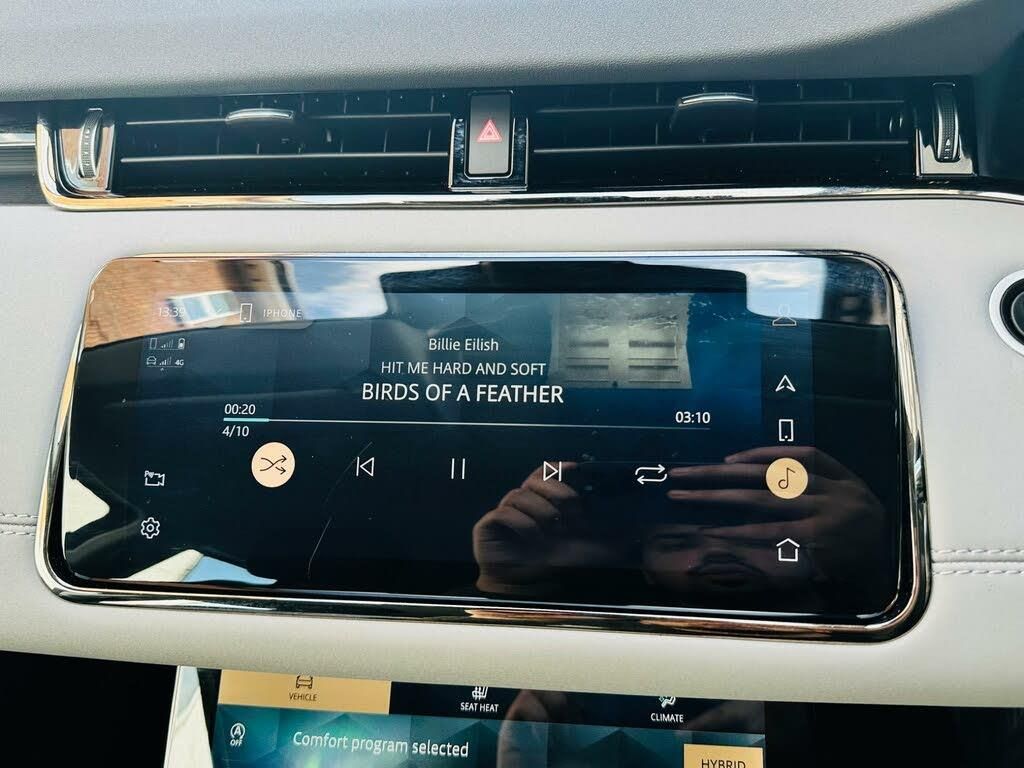 13:39
IPHONE
4G
Billie Eilish
HIT ME HARD AND SOFT
BIRDS OF A FEATHER
00:20
03:10
4/10
VEHICLE
SEAT HEAT
CLIMATE
A
OFF
Comfort program selected
HYBRID